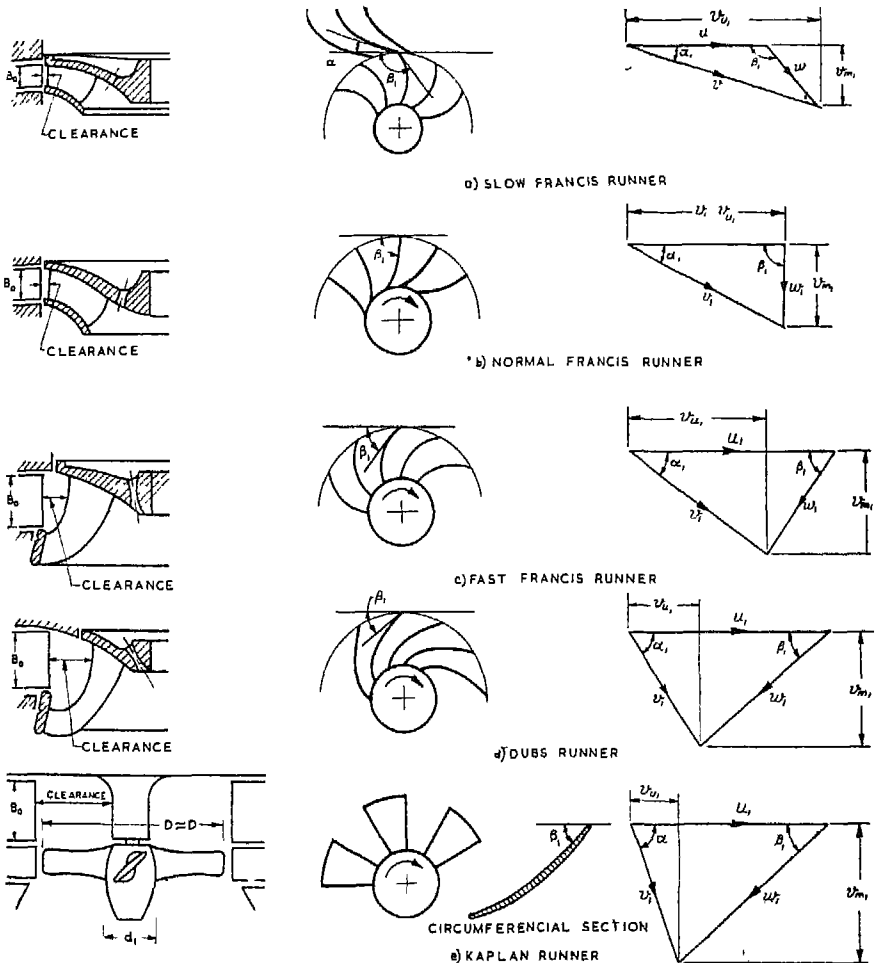 B₀
CLEARANCE
α
β₁
v_u₁
u
α₁
β₁
w
v
v_m₁
a) SLOW FRANCIS RUNNER
B₀
CLEARANCE
β₁
v₁ v_u₁
α₁
β₁
w₁
v₁
v_m₁
b) NORMAL FRANCIS RUNNER
B₀
CLEARANCE
β₁
v_u₁
u₁
α₁
β₁
w₁
v₁
v_m₁
c) FAST FRANCIS RUNNER
B₀
CLEARANCE
β₁
v_u₁
u₁
α₁
β₁
w₁
v₁
v_m₁
d) DUBS RUNNER
B₀
CLEARANCE
D≃D
d₁
β₁
CIRCUMFERENCIAL SECTION
v_u₁
u₁
α
β₁
w₁
v₁
v_m₁
e) KAPLAN RUNNER